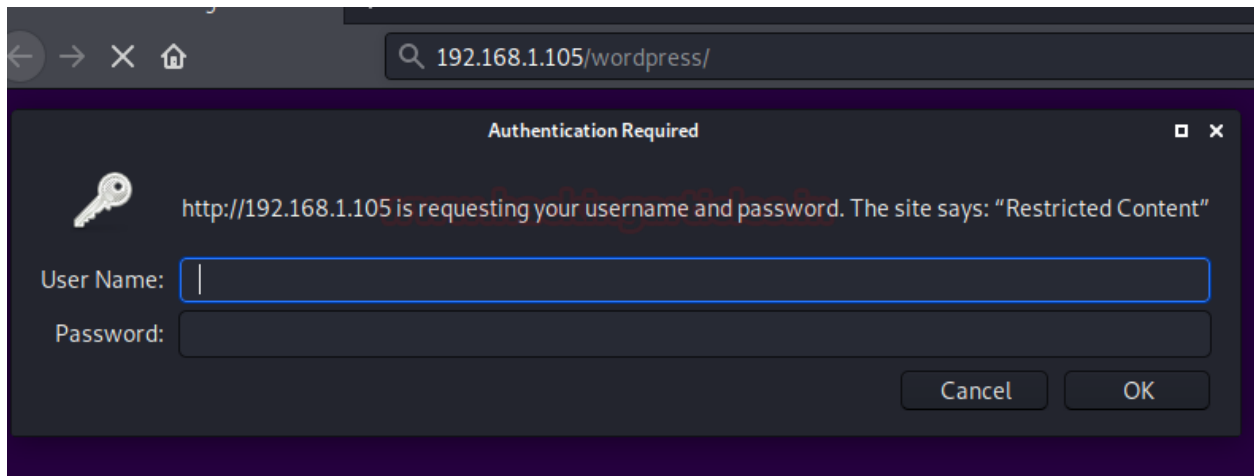 192.168.1.105/wordpress/
Authentication Required
http://192.168.1.105 is requesting your username and password. The site says: “Restricted Content”
User Name:
Password:
Cancel OK